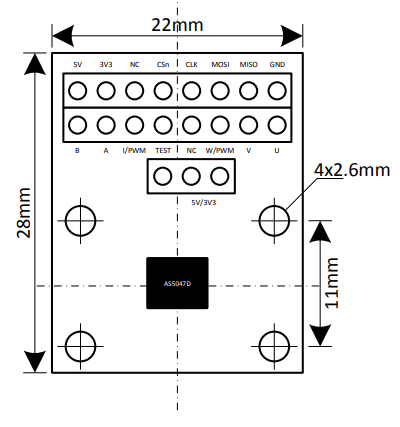 22mm
5V 3V3 NC CSn CLK MOSI MISO GND
B A I/PWM TEST NC W/PWM V U
5V/3V3
4x2.6mm
28mm
11mm
AS5047D